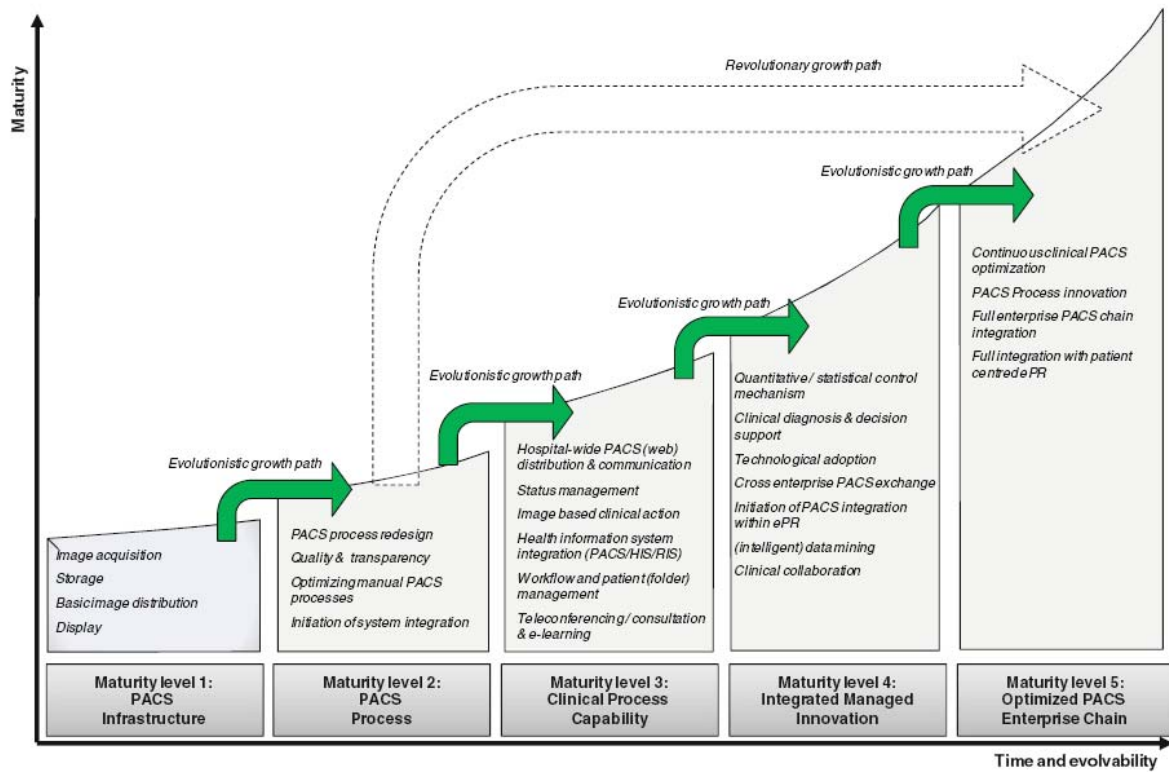 Maturity
Revolutionary growth path
Evolutionistic growth path
Evolutionistic growth path
Evolutionistic growth path
Evolutionistic growth path
Image acquisition
Storage
Basic image distribution
Display
PACS process redesign
Quality & transparency
Optimizing manual PACS
processes
Initiation of system integration
Hospital-wide PACS (web)
distribution & communication
Status management
Image based clinical action
Health information system
integration (PACS/HIS/RIS)
Workflow and patient (folder)
management
Teleconferencing / consultation
& e-learning
Quantitative / statistical control
mechanism
Clinical diagnosis & decision
support
Technological adoption
Cross enterprise PACS exchange
Initiation of PACS integration
within ePR
(intelligent) data mining
Clinical collaboration
Continuous clinical PACS
optimization
PACS Process innovation
Full enterprise PACS chain
integration
Full integration with patient
centred ePR
Maturity level 1:
PACS
Infrastructure
Maturity level 2:
PACS
Process
Maturity level 3:
Clinical Process
Capability
Maturity level 4:
Integrated Managed
Innovation
Maturity level 5:
Optimized PACS
Enterprise Chain
Time and evolvability